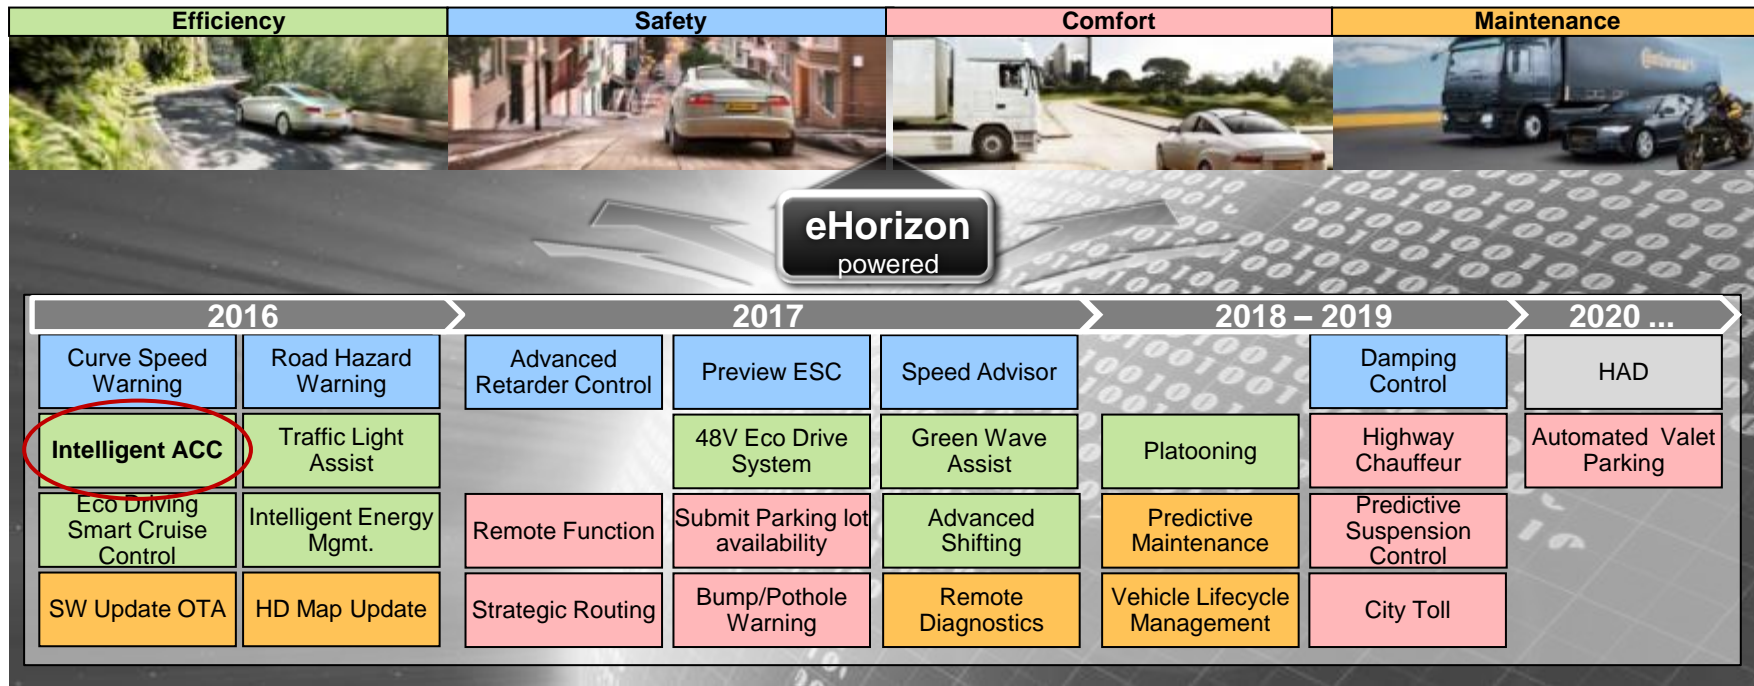 Efficiency
Safety
Comfort
Maintenance
Continental
eHorizon
powered
2016
2017
2018 – 2019
2020 ...
Curve Speed
Warning
Road Hazard
Warning
Advanced
Retarder Control
Preview ESC
Speed Advisor
Damping
Control
HAD
Intelligent ACC
Traffic Light
Assist
48V Eco Drive
System
Green Wave
Assist
Platooning
Highway
Chauffeur
Automated Valet
Parking
Eco Driving
Smart Cruise
Control
Intelligent Energy
Mgmt.
Remote Function
Submit Parking lot
availability
Advanced
Shifting
Predictive
Maintenance
Predictive
Suspension
Control
SW Update OTA
HD Map Update
Strategic Routing
Bump/Pothole
Warning
Remote
Diagnostics
Vehicle Lifecycle
Management
City Toll